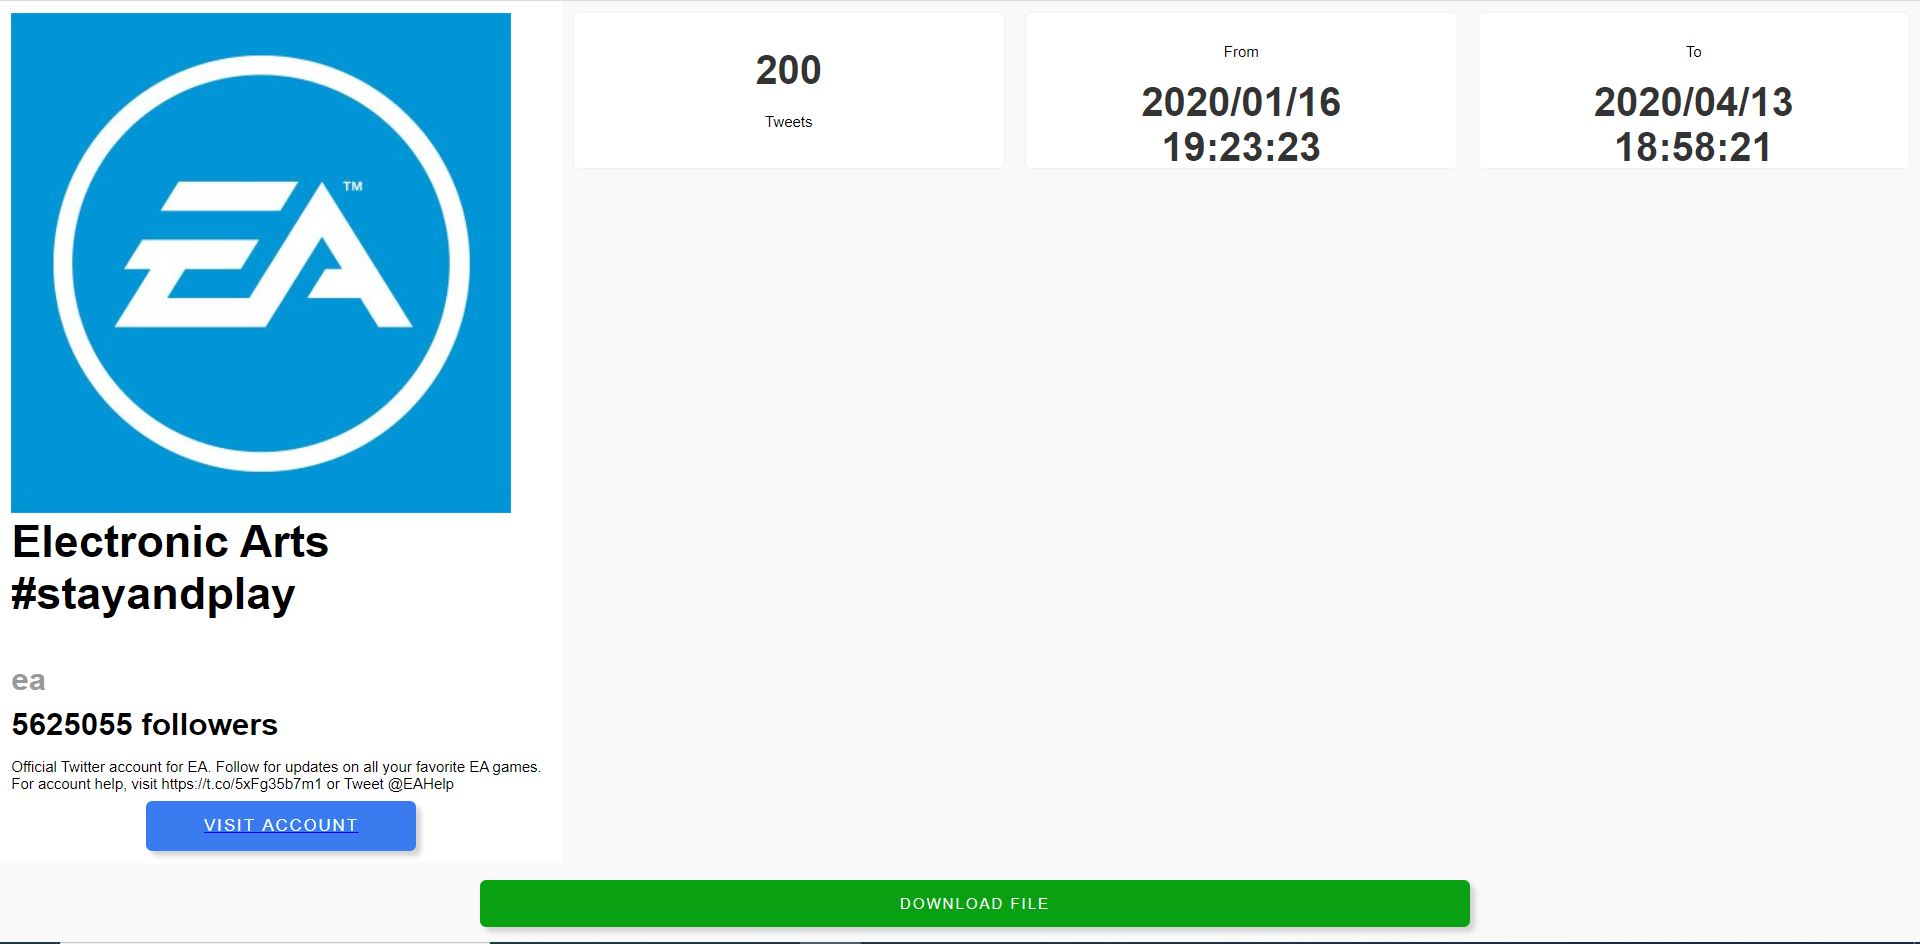 EA™
Electronic Arts
#stayandplay
ea
5625055 followers
Official Twitter account for EA. Follow for updates on all your favorite EA games.
For account help, visit https://t.co/5xFg35b7m1 or Tweet @EAHelp
VISIT ACCOUNT
200
Tweets
From
2020/01/16
19:23:23
To
2020/04/13
18:58:21
DOWNLOAD FILE